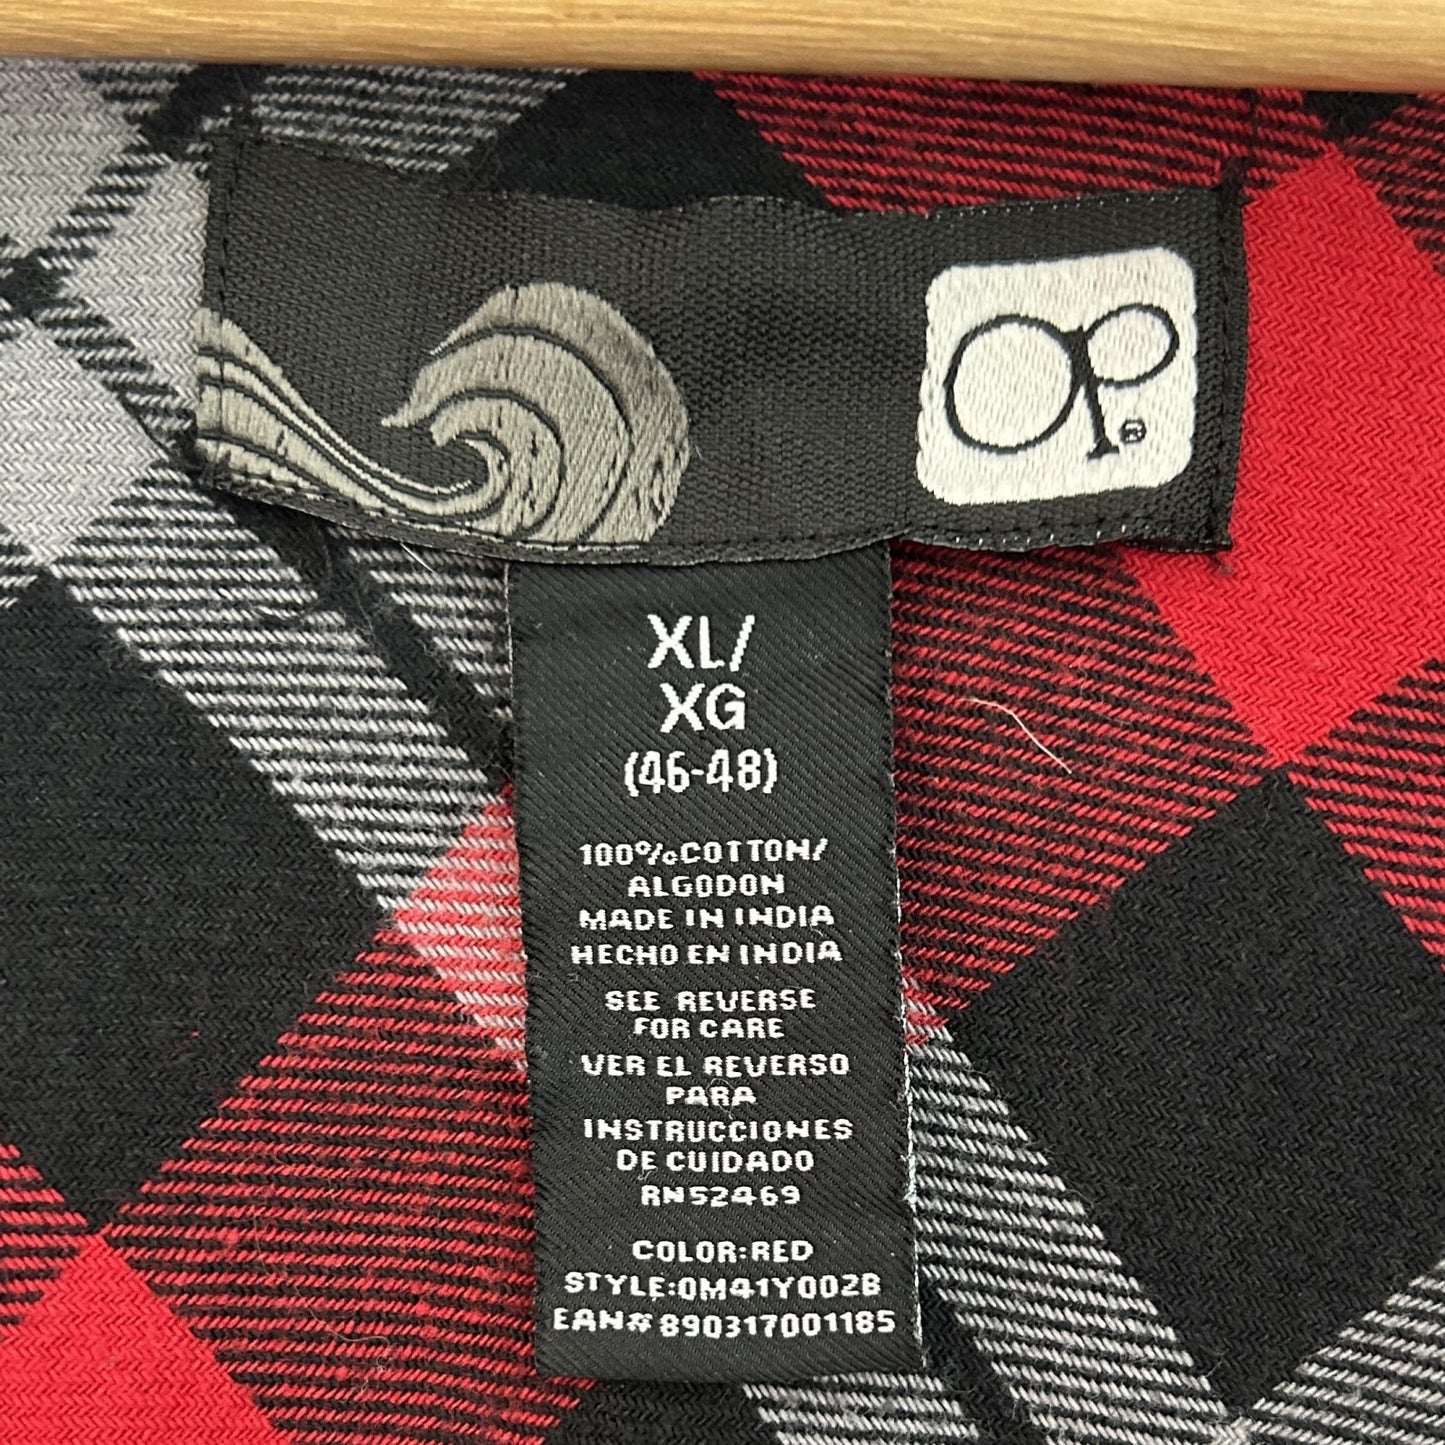 OP®
XL/
XG
(46-48)
100%COTTON/
ALGODON
MADE IN INDIA
HECHO EN INDIA
SEE REVERSE
FOR CARE
VER EL REVERSO
PARA
INSTRUCCIONES
DE CUIDADO
RN52469
COLOR:RED
STYLE:OM41Y002B
EAN#890317001185